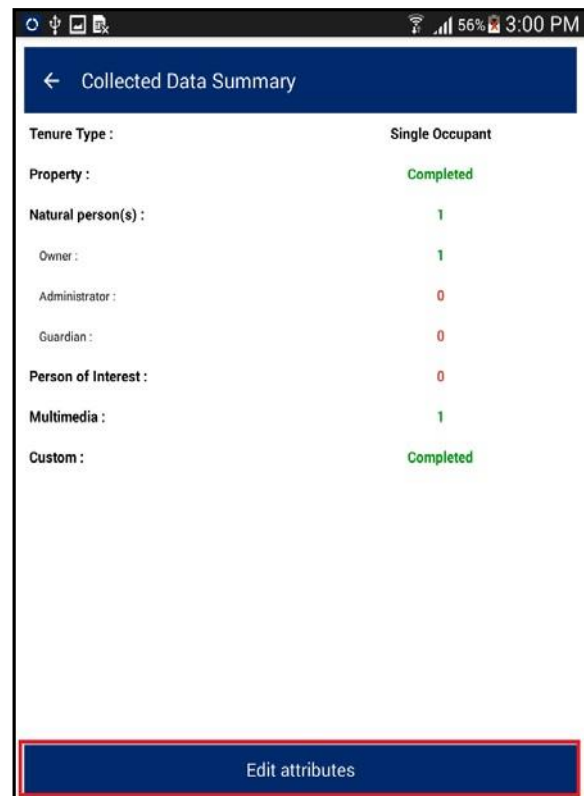 56% 3:00 PM
Collected Data Summary
Tenure Type : Single Occupant
Property : Completed
Natural person(s) : 1
Owner : 1
Administrator : 0
Guardian : 0
Person of Interest : 0
Multimedia : 1
Custom : Completed
Edit attributes